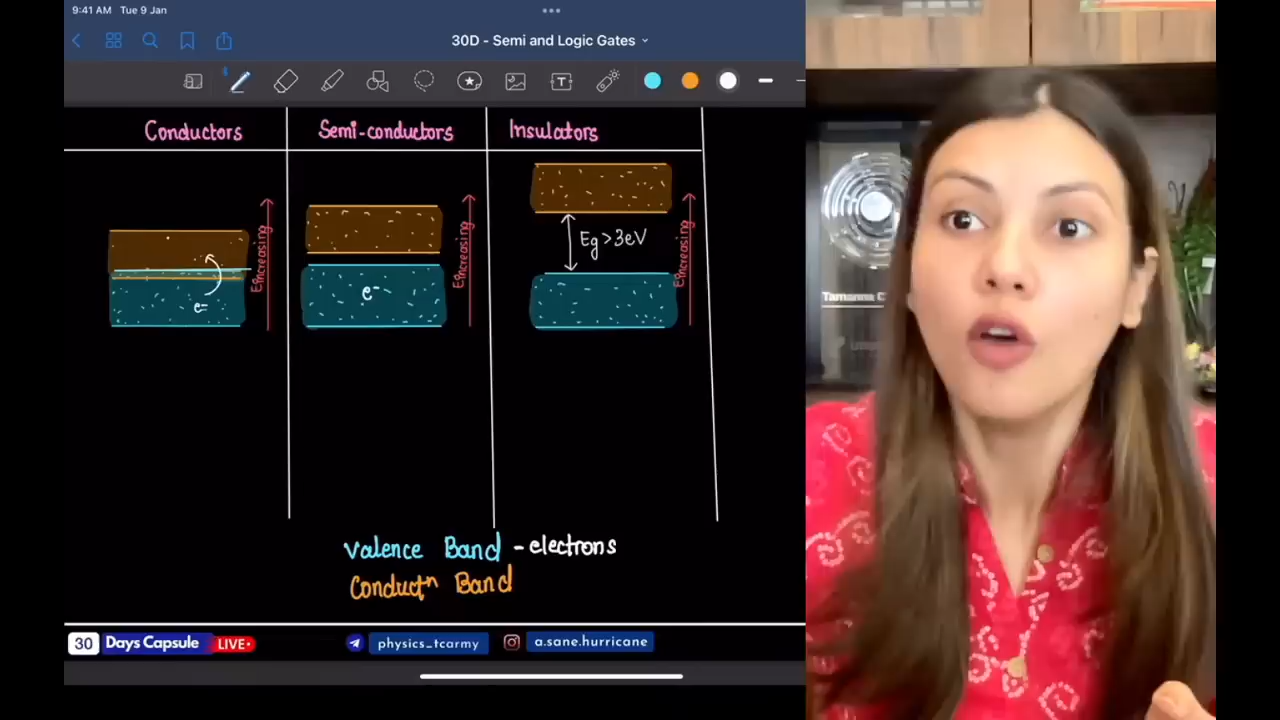 9:41 AM Tue 9 Jan
30D - Semi and Logic Gates
T
Conductors
Semi-conductors
Insulators
Increasing
e-
Increasing
e-
Increasing
Eg>3eV
Valence Band - electrons
Conductn Band
30 Days Capsule LIVE
physics_tcarmy
a.sane.hurricane
Tamanna C